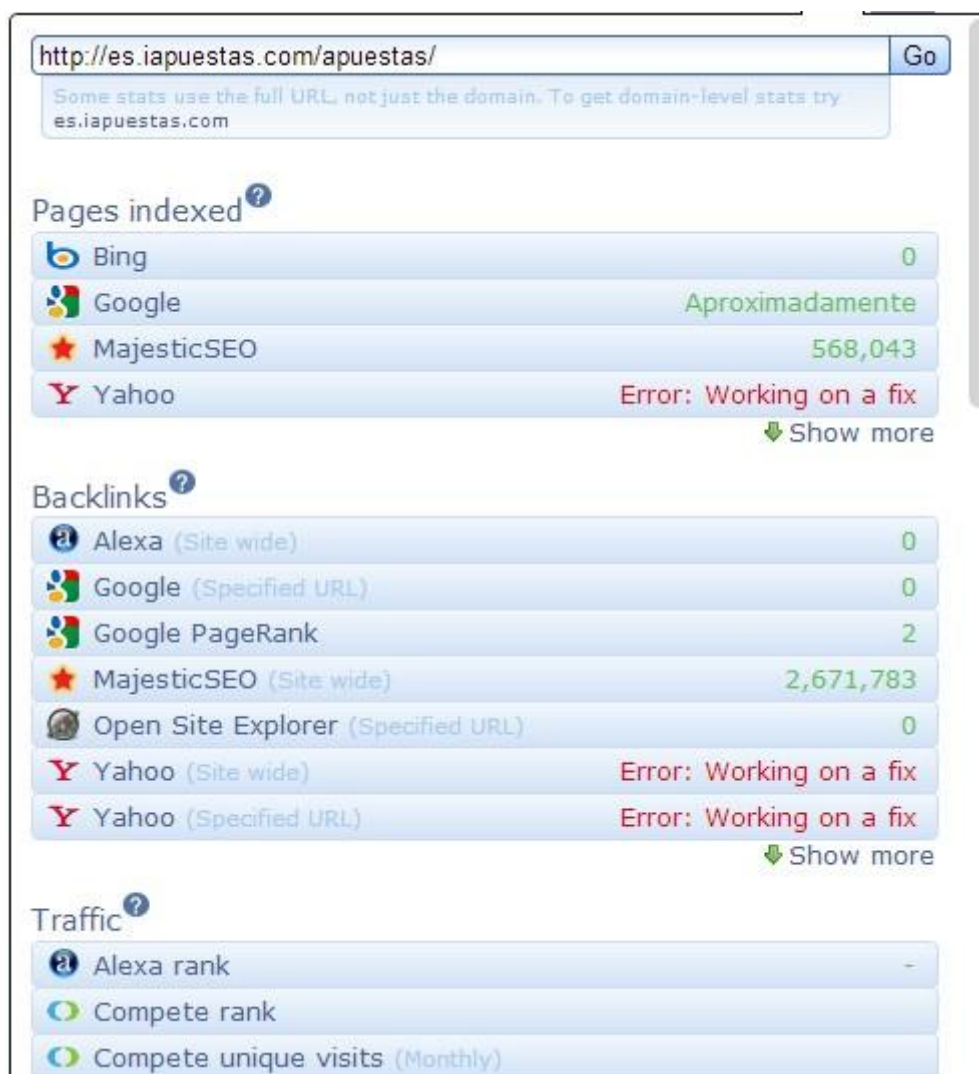 http://es.iapuestas.com/apuestas/ Go
Some stats use the full URL, not just the domain. To get domain-level stats try
es.iapuestas.com
Pages indexed ?
Bing 0
Google Aproximadamente
MajesticSEO 568,043
Yahoo Error: Working on a fix
Show more
Backlinks ?
Alexa (Site wide) 0
Google (Specified URL) 0
Google PageRank 2
MajesticSEO (Site wide) 2,671,783
Open Site Explorer (Specified URL) 0
Yahoo (Site wide) Error: Working on a fix
Yahoo (Specified URL) Error: Working on a fix
Show more
Traffic ?
Alexa rank -
Compete rank
Compete unique visits (Monthly)